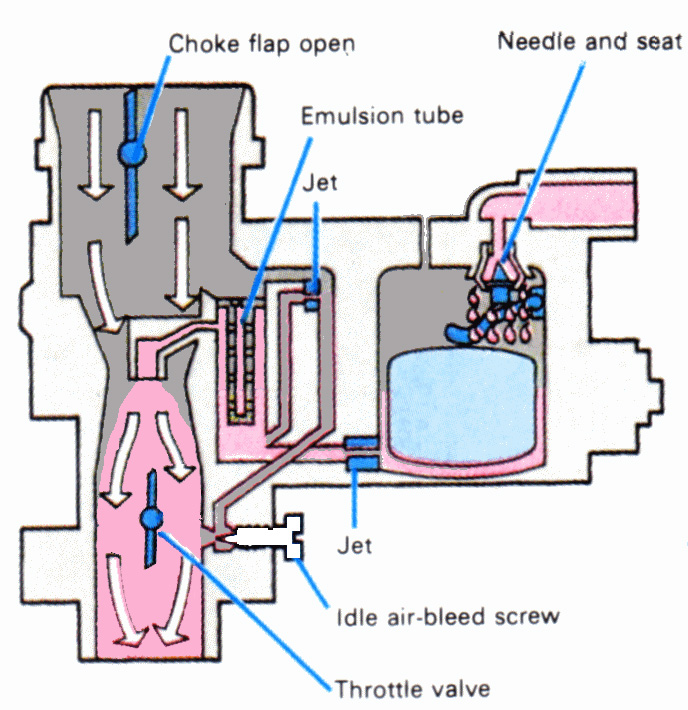 Choke flap open
Needle and seat
Emulsion tube
Jet
Jet
Idle air-bleed screw
Throttle valve